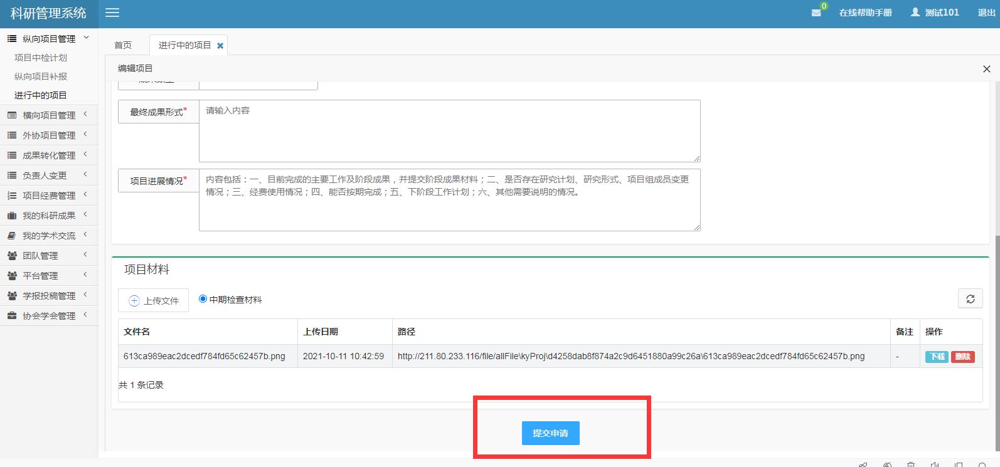 科研管理系统
0
在线帮助手册
测试101
退出
纵向项目管理
项目中检计划
纵向项目补报
进行中的项目
横向项目管理
外协项目管理
成果转化管理
负责人变更
项目经费管理
我的科研成果
我的学术交流
团队管理
平台管理
学报投稿管理
协会学会管理
首页
进行中的项目
编辑项目
最终成果形式*
请输入内容
项目进展情况*
内容包括：一、目前完成的主要工作及阶段成果，并提交阶段成果材料；二、是否存在研究计划、研究形式、项目组成员变更
情况；三、经费使用情况；四、能否按期完成；五、下阶段工作计划；六、其他需要说明的情况。
项目材料
上传文件
中期检查材料
文件名 上传日期 路径 备注 操作
613ca989eac2dcedf784fd65c62457b.png 2021-10-11 10:42:59 http://211.80.233.116/file/allFile\kyProj\d4258dab8f874a2c9d6451880a99c26a\613ca989eac2dcedf784fd65c62457b.png - 下载 删除
共 1 条记录
提交申请